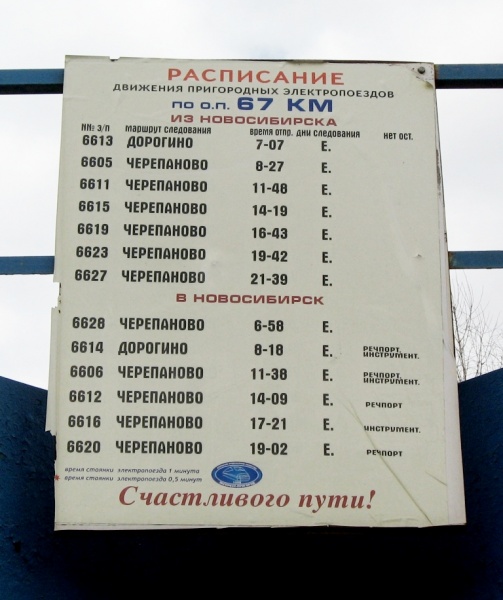 РАСПИСАНИЕ
ДВИЖЕНИЯ ПРИГОРОДНЫХ ЭЛЕКТРОПОЕЗДОВ
ПО О.П. 67 КМ
ИЗ НОВОСИБИРСКА
№№ Э/П маршрут следования время отпр. дни следования нет ост.
6613 ДОРОГИНО 7-07 Е.
6605 ЧЕРЕПАНОВО 8-27 Е.
6611 ЧЕРЕПАНОВО 11-48 Е.
6615 ЧЕРЕПАНОВО 14-19 Е.
6619 ЧЕРЕПАНОВО 16-43 Е.
6623 ЧЕРЕПАНОВО 19-42 Е.
6627 ЧЕРЕПАНОВО 21-39 Е.
В НОВОСИБИРСК
6628 ЧЕРЕПАНОВО 6-58 Е.
6614 ДОРОГИНО 8-18 Е. РЕЧПОРТ. ИНСТРУМЕНТ.
6606 ЧЕРЕПАНОВО 11-38 Е. РЕЧПОРТ. ИНСТРУМЕНТ.
6612 ЧЕРЕПАНОВО 14-09 Е. РЕЧПОРТ
6616 ЧЕРЕПАНОВО 17-21 Е. ИНСТРУМЕНТ.
6620 ЧЕРЕПАНОВО 19-02 Е. РЕЧПОРТ
время стоянки электропоезда 1 минута
время стоянки электропоезда 0,5 минут
Счастливого пути!